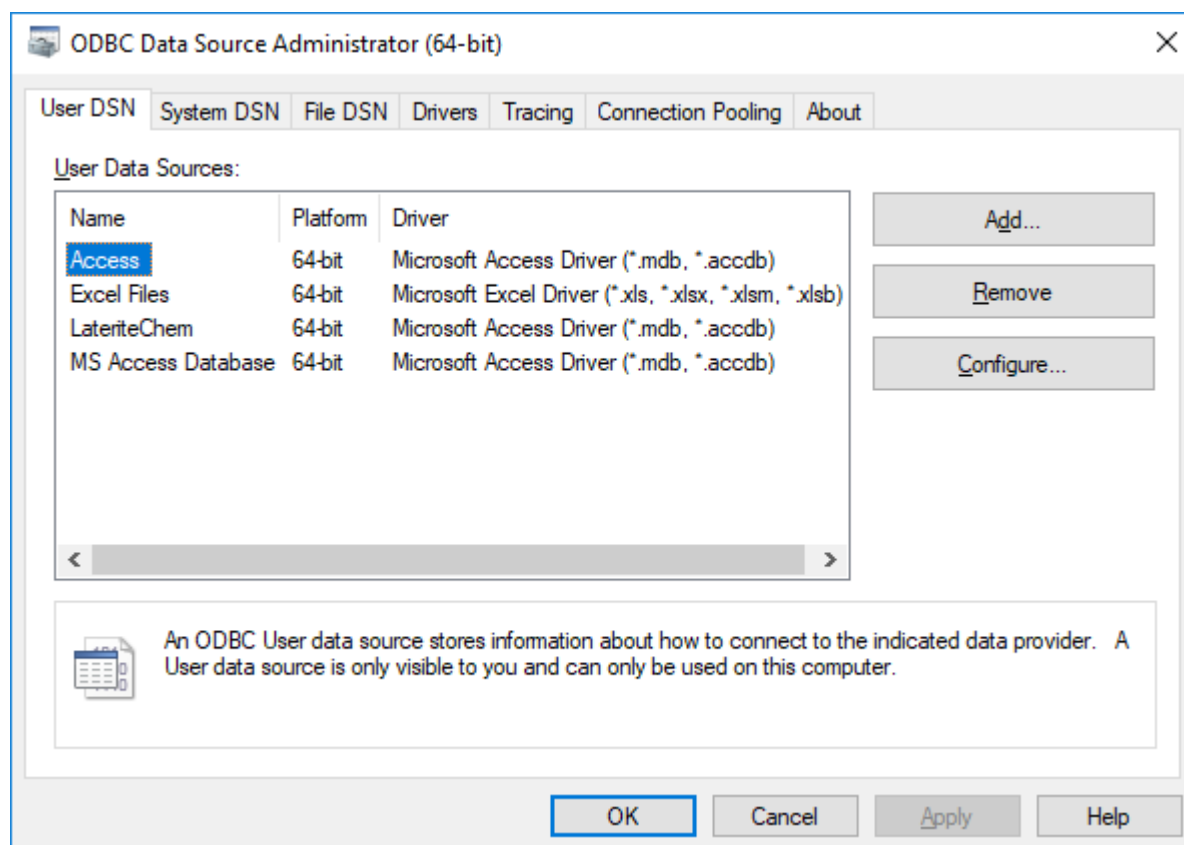 ODBC Data Source Administrator (64-bit)
User DSN System DSN File DSN Drivers Tracing Connection Pooling About
User Data Sources:
Name Platform Driver
Access 64-bit Microsoft Access Driver (*.mdb, *.accdb)
Excel Files 64-bit Microsoft Excel Driver (*.xls, *.xlsx, *.xlsm, *.xlsb)
LateriteChem 64-bit Microsoft Access Driver (*.mdb, *.accdb)
MS Access Database 64-bit Microsoft Access Driver (*.mdb, *.accdb)
Add...
Remove
Configure...
An ODBC User data source stores information about how to connect to the indicated data provider. A
User data source is only visible to you and can only be used on this computer.
OK Cancel Apply Help